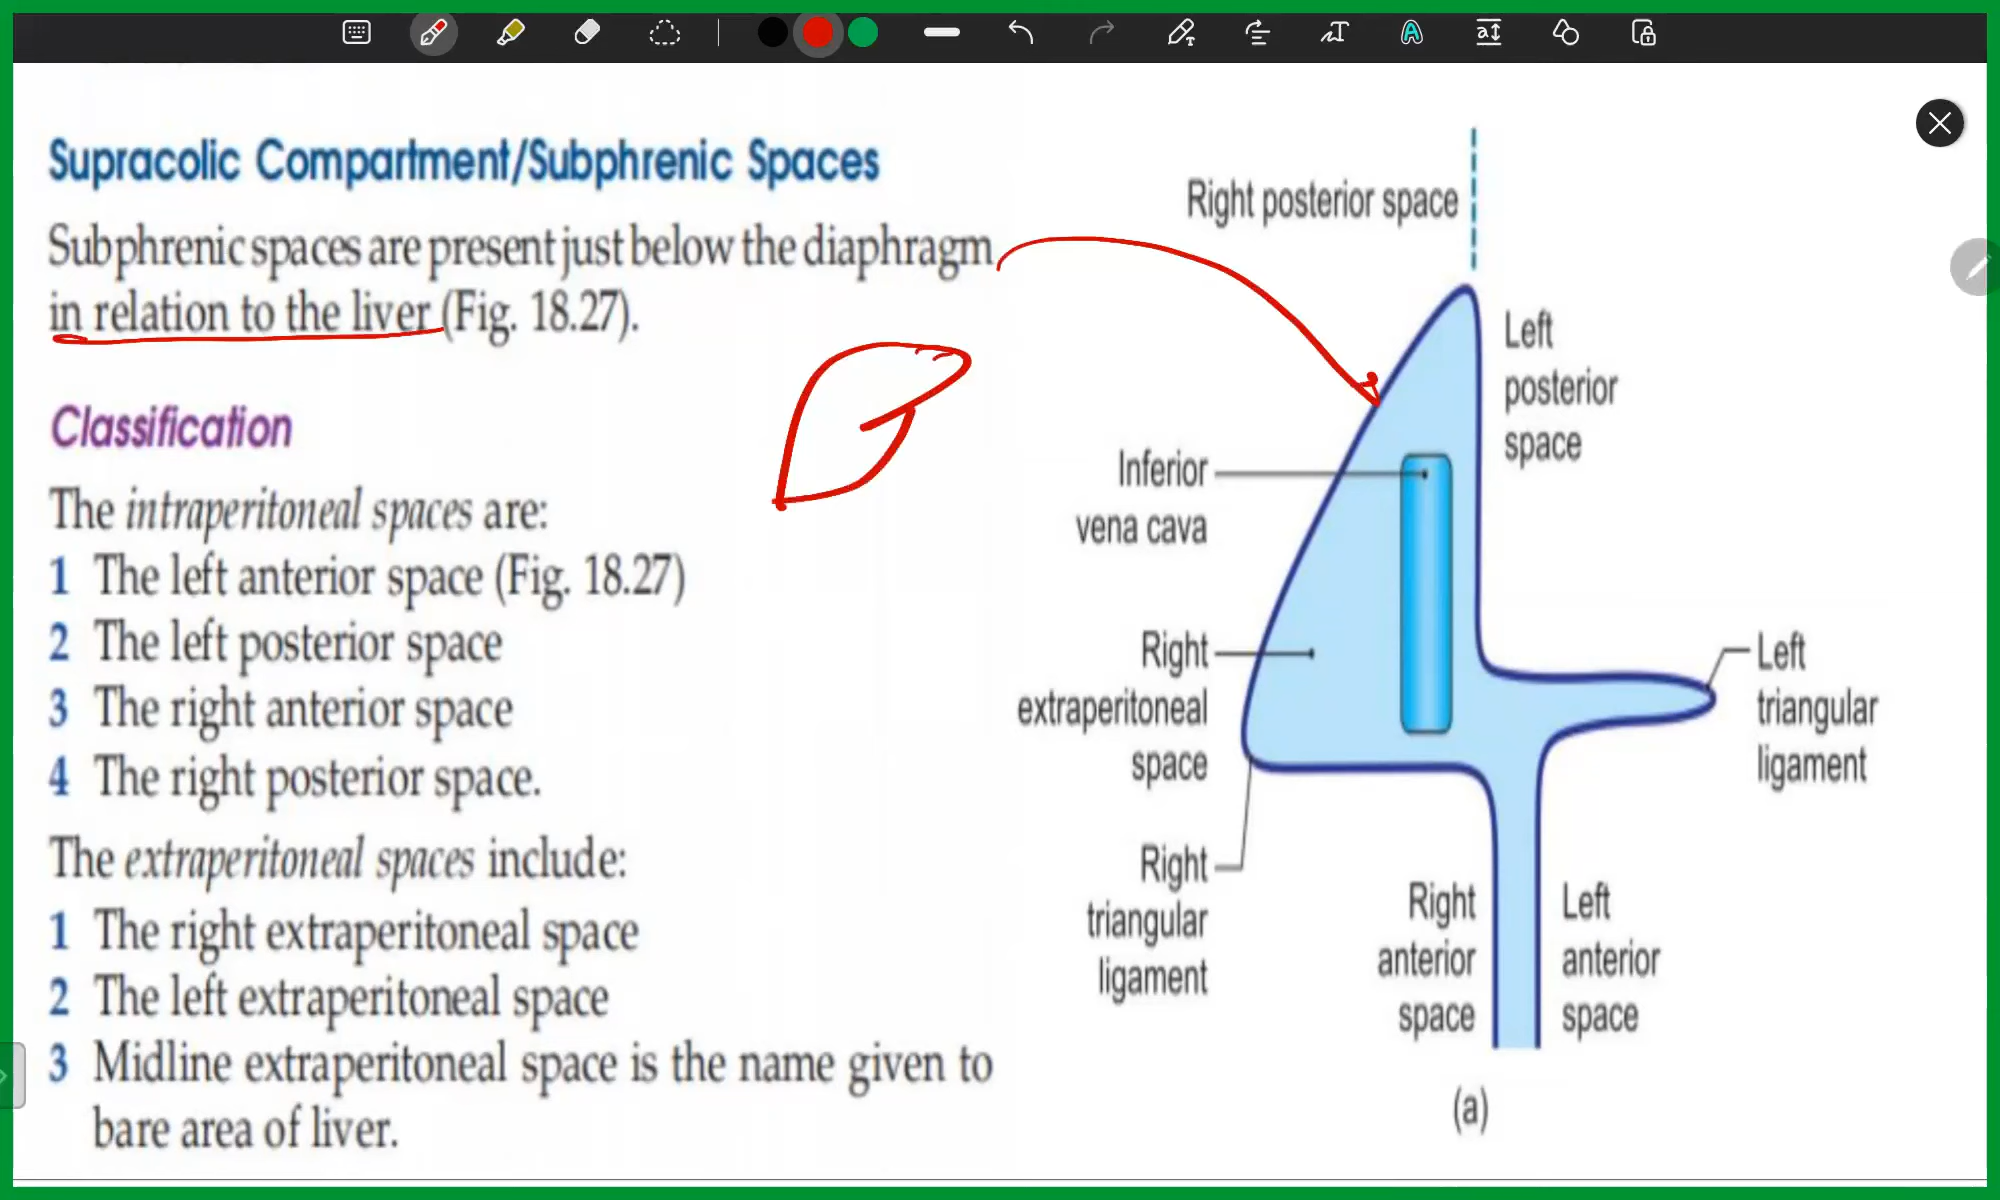 Supracolic Compartment/Subphrenic Spaces
Subphrenic spaces are present just below the diaphragm
in relation to the liver (Fig. 18.27).
Classification
The intraperitoneal spaces are:
1 The left anterior space (Fig. 18.27)
2 The left posterior space
3 The right anterior space
4 The right posterior space.
The extraperitoneal spaces include:
1 The right extraperitoneal space
2 The left extraperitoneal space
3 Midline extraperitoneal space is the name given to
bare area of liver.
Right posterior space
Left
posterior
space
Inferior
vena cava
Right
extraperitoneal
space
Left
triangular
ligament
Right
triangular
ligament
Right
anterior
space
Left
anterior
space
(a)